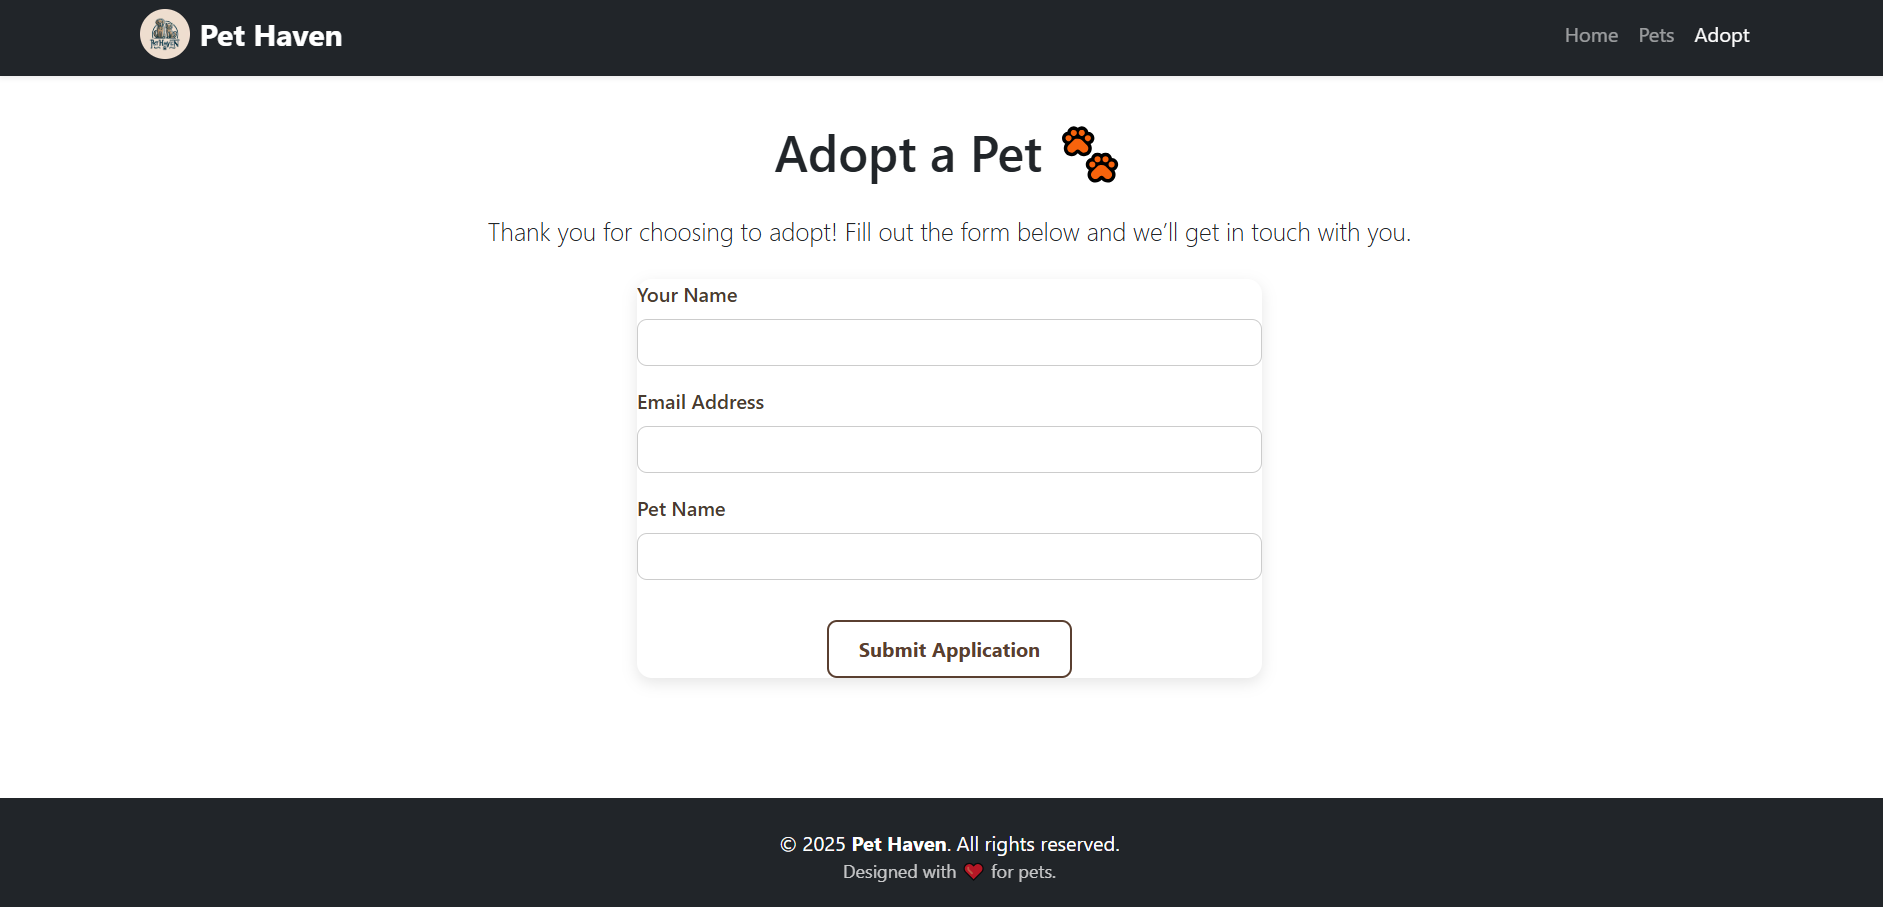 Pet Haven
Pet Haven
Home Pets Adopt
Adopt a Pet
Thank you for choosing to adopt! Fill out the form below and we’ll get in touch with you.
Your Name
Email Address
Pet Name
Submit Application
© 2025 Pet Haven. All rights reserved.
Designed with ❤️ for pets.